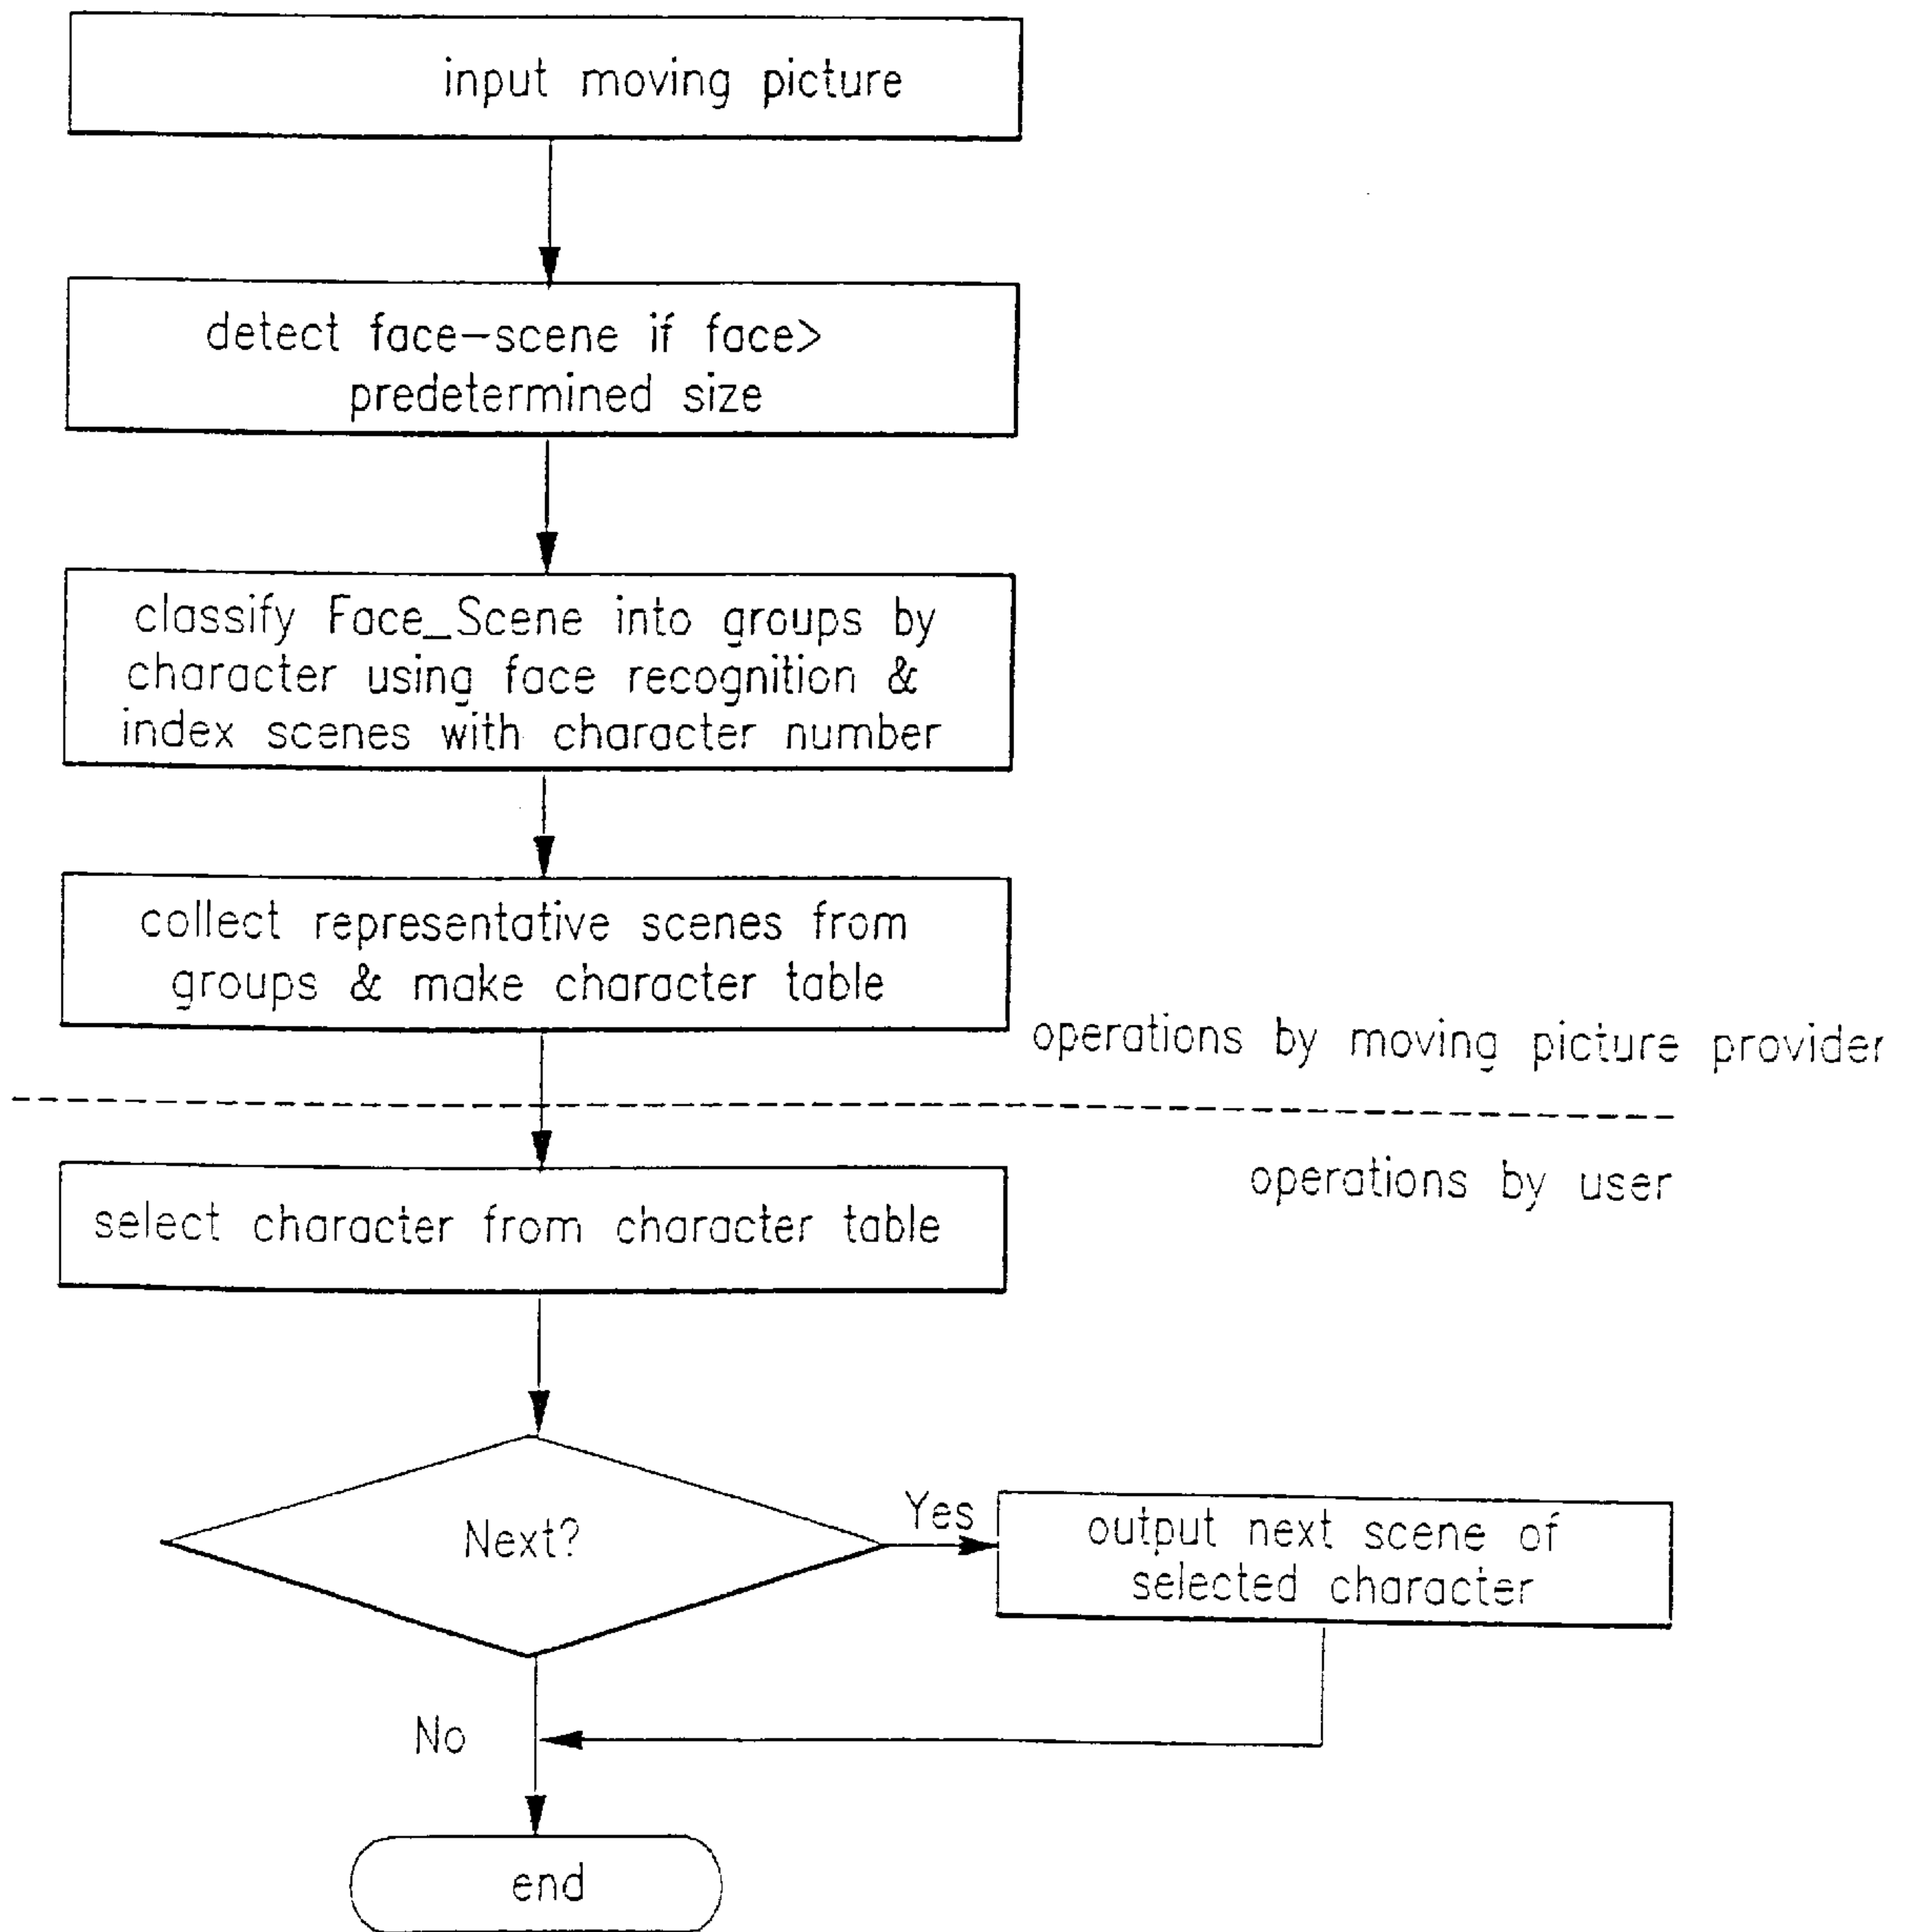 input moving picture
detect face-scene if face>
predetermined size
classify Face_Scene into groups by
character using face recognition &
index scenes with character number
collect representative scenes from
groups & make character table
operations by moving picture provider
operations by user
select character from character table
Next?
Yes
output next scene of
selected character
No
end